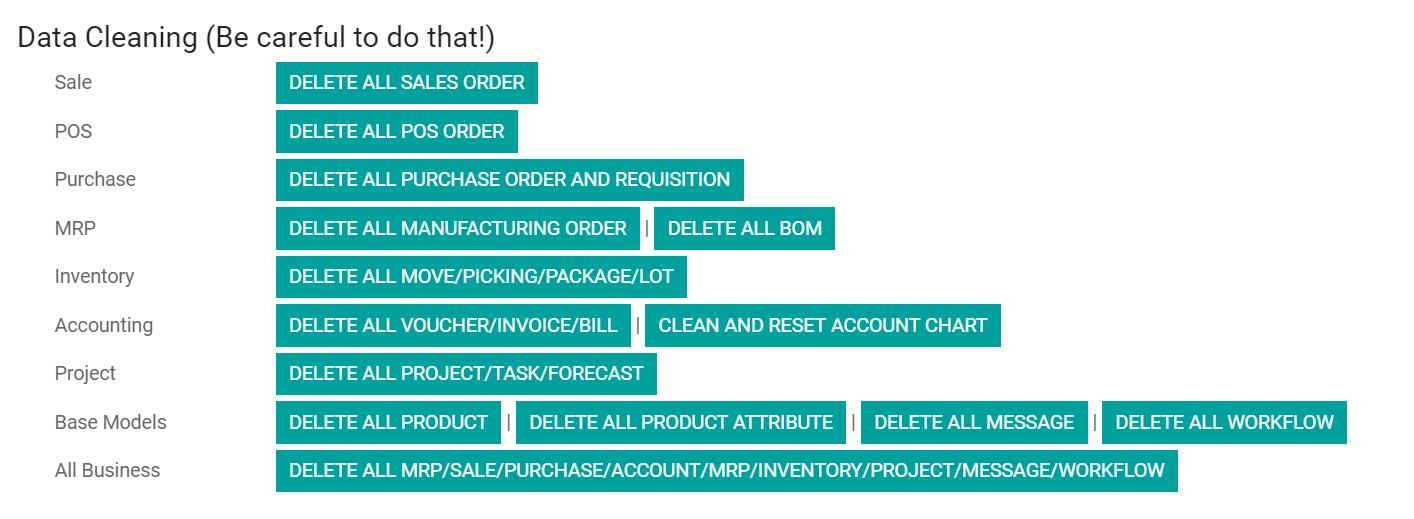 Data Cleaning (Be careful to do that!)
Sale DELETE ALL SALES ORDER
POS DELETE ALL POS ORDER
Purchase DELETE ALL PURCHASE ORDER AND REQUISITION
MRP DELETE ALL MANUFACTURING ORDER | DELETE ALL BOM
Inventory DELETE ALL MOVE/PICKING/PACKAGE/LOT
Accounting DELETE ALL VOUCHER/INVOICE/BILL | CLEAN AND RESET ACCOUNT CHART
Project DELETE ALL PROJECT/TASK/FORECAST
Base Models DELETE ALL PRODUCT | DELETE ALL PRODUCT ATTRIBUTE | DELETE ALL MESSAGE | DELETE ALL WORKFLOW
All Business DELETE ALL MRP/SALE/PURCHASE/ACCOUNT/MRP/INVENTORY/PROJECT/MESSAGE/WORKFLOW